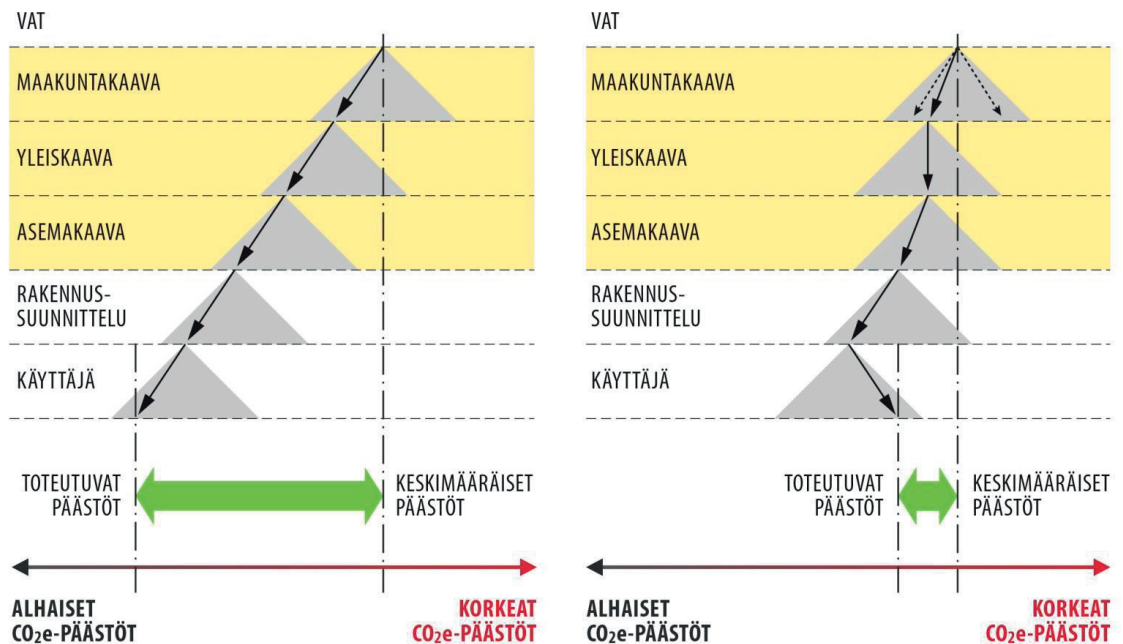 VAT
MAAKUNTAKAAVA
YLEISKAAVA
ASEMAKAAVA
RAKENNUS-
SUUNNITTELU
KÄYTTÄJÄ
TOTEUTUVAT
PÄÄSTÖT
KESKIMÄÄRÄISET
PÄÄSTÖT
ALHAISET
CO₂e-PÄÄSTÖT
KORKEAT
CO₂e-PÄÄSTÖT
VAT
MAAKUNTAKAAVA
YLEISKAAVA
ASEMAKAAVA
RAKENNUS-
SUUNNITTELU
KÄYTTÄJÄ
TOTEUTUVAT
PÄÄSTÖT
KESKIMÄÄRÄISET
PÄÄSTÖT
ALHAISET
CO₂e-PÄÄSTÖT
KORKEAT
CO₂e-PÄÄSTÖT